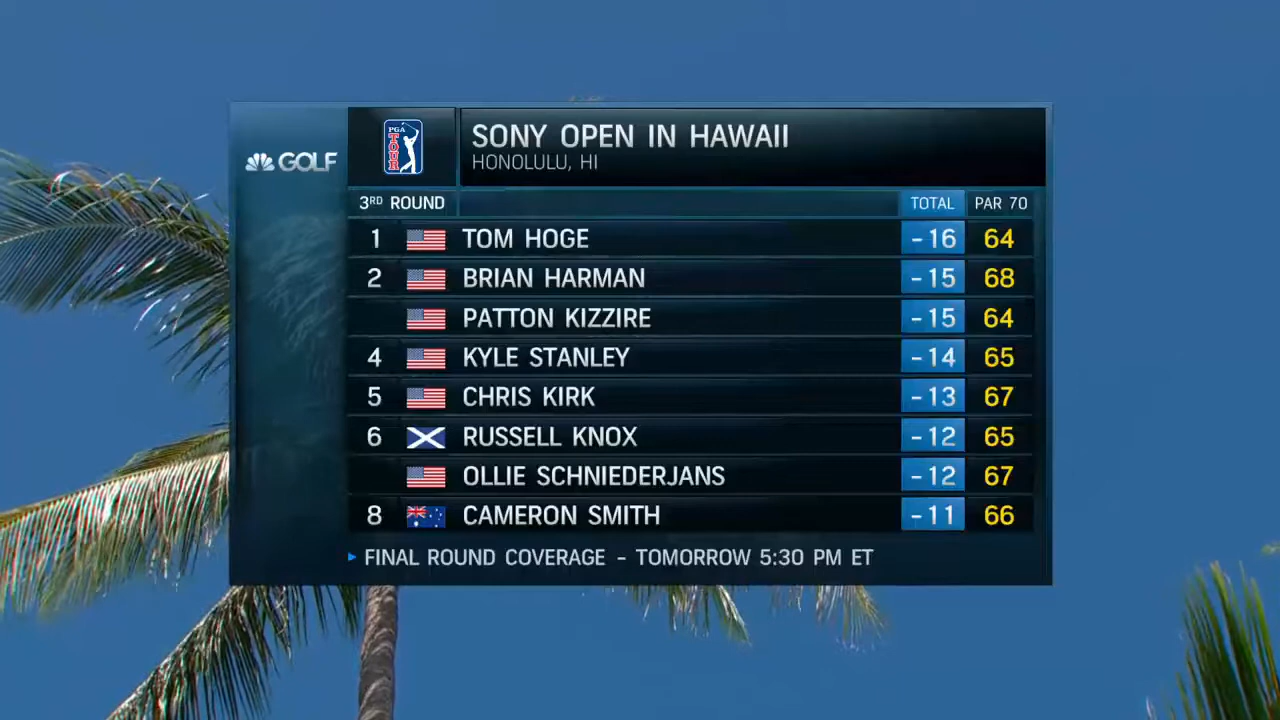 GOLF
PGA TOUR
SONY OPEN IN HAWAII
HONOLULU, HI
3RD ROUND TOTAL PAR 70
1 TOM HOGE -16 64
2 BRIAN HARMAN -15 68
PATTON KIZZIRE -15 64
4 KYLE STANLEY -14 65
5 CHRIS KIRK -13 67
6 RUSSELL KNOX -12 65
OLLIE SCHNIEDERJANS -12 67
8 CAMERON SMITH -11 66
FINAL ROUND COVERAGE - TOMORROW 5:30 PM ET